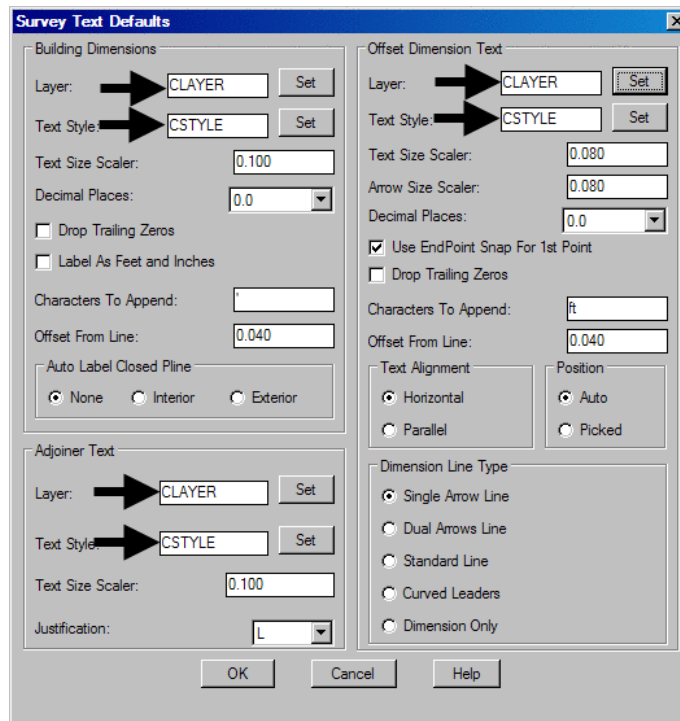 Survey Text Defaults
Building Dimensions
Layer: CLAYER Set
Text Style: CSTYLE Set
Text Size Scaler: 0.100
Decimal Places: 0.0
Drop Trailing Zeros
Label As Feet and Inches
Characters To Append: '
Offset From Line: 0.040
Auto Label Closed Pline
None Interior Exterior
Adjoiner Text
Layer: CLAYER Set
Text Style: CSTYLE Set
Text Size Scaler: 0.100
Justification: L
Offset Dimension Text
Layer: CLAYER Set
Text Style: CSTYLE Set
Text Size Scaler: 0.080
Arrow Size Scaler: 0.080
Decimal Places: 0.0
Use EndPoint Snap For 1st Point
Drop Trailing Zeros
Characters To Append: ft
Offset From Line: 0.040
Text Alignment
Horizontal
Parallel
Position
Auto
Picked
Dimension Line Type
Single Arrow Line
Dual Arrows Line
Standard Line
Curved Leaders
Dimension Only
OK Cancel Help